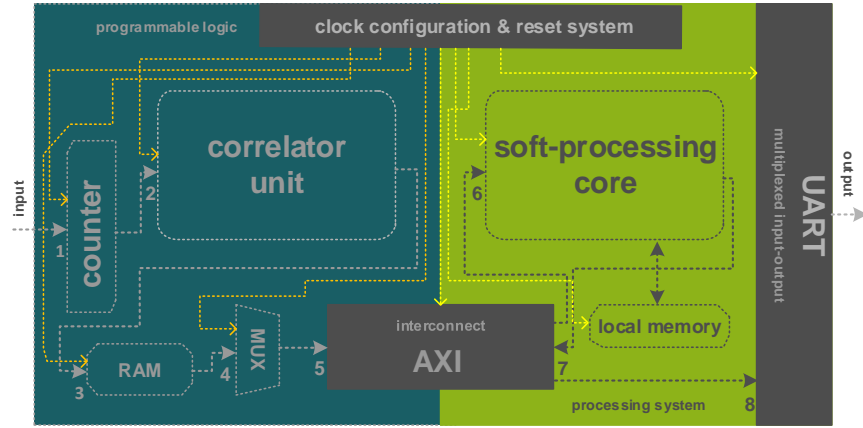 programmable logic
clock configuration & reset system
correlator
unit
soft-processing
core
input
counter
1
2
6
multiplexed input-output
UART
output
interconnect
AXI
local memory
RAM
MUX
3
4
5
7
processing system
8